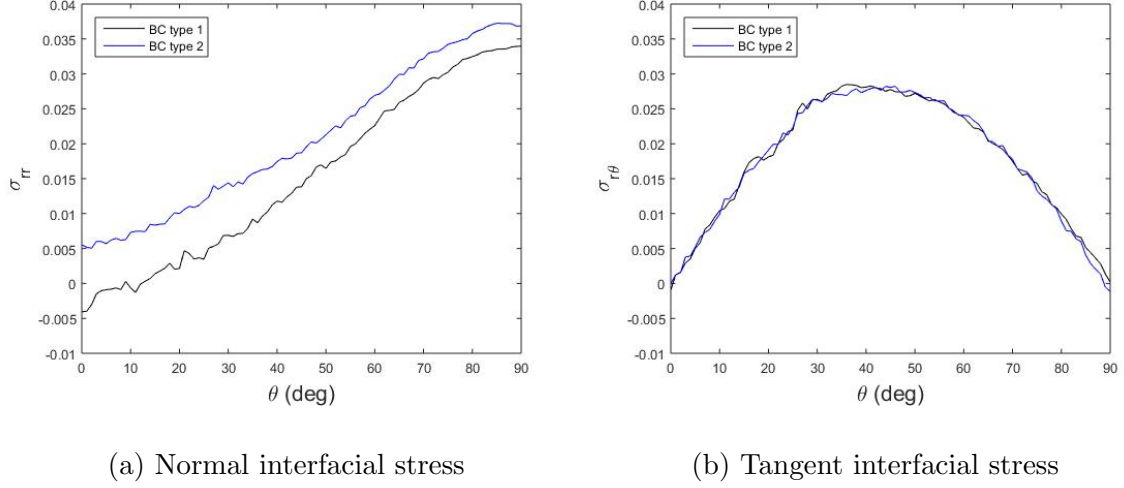 0.04
0.035
0.03
0.025
0.02
0.015
0.01
0.005
0
-0.005
-0.01
σrr
BC type 1
BC type 2
0 10 20 30 40 50 60 70 80 90
θ (deg)
(a) Normal interfacial stress
0.04
0.035
0.03
0.025
0.02
0.015
0.01
0.005
0
-0.005
-0.01
σrθ
BC type 1
BC type 2
0 10 20 30 40 50 60 70 80 90
θ (deg)
(b) Tangent interfacial stress